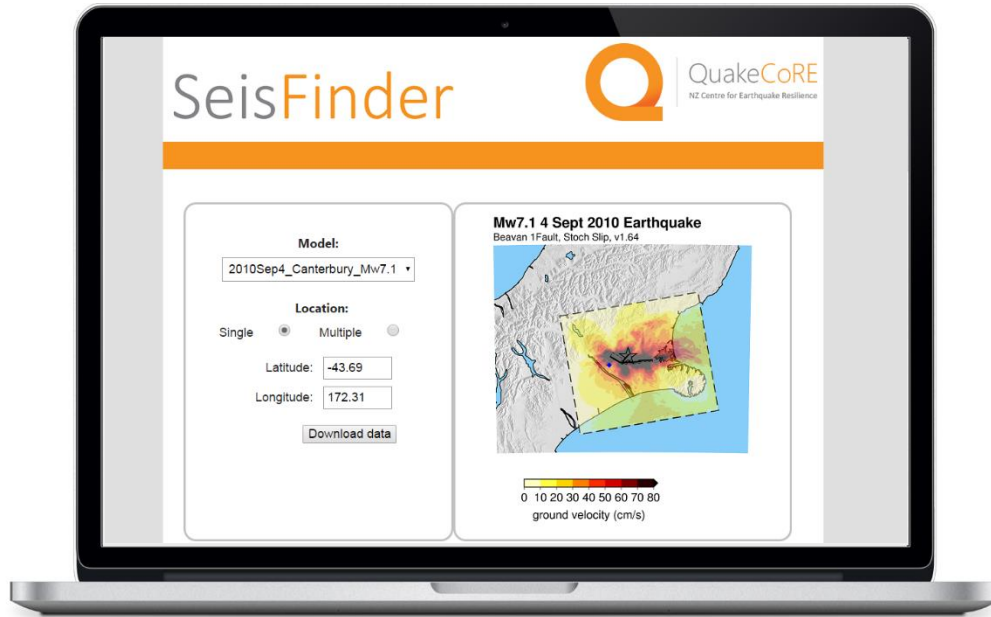 SeisFinder
QuakeCoRE
NZ Centre for Earthquake Resilience
Model:
2010Sep4_Canterbury_Mw7.1
Location:
Single Multiple
Latitude: -43.69
Longitude: 172.31
Download data
Mw7.1 4 Sept 2010 Earthquake
Beavan 1Fault, Stoch Slip, v1.64
0 10 20 30 40 50 60 70 80
ground velocity (cm/s)